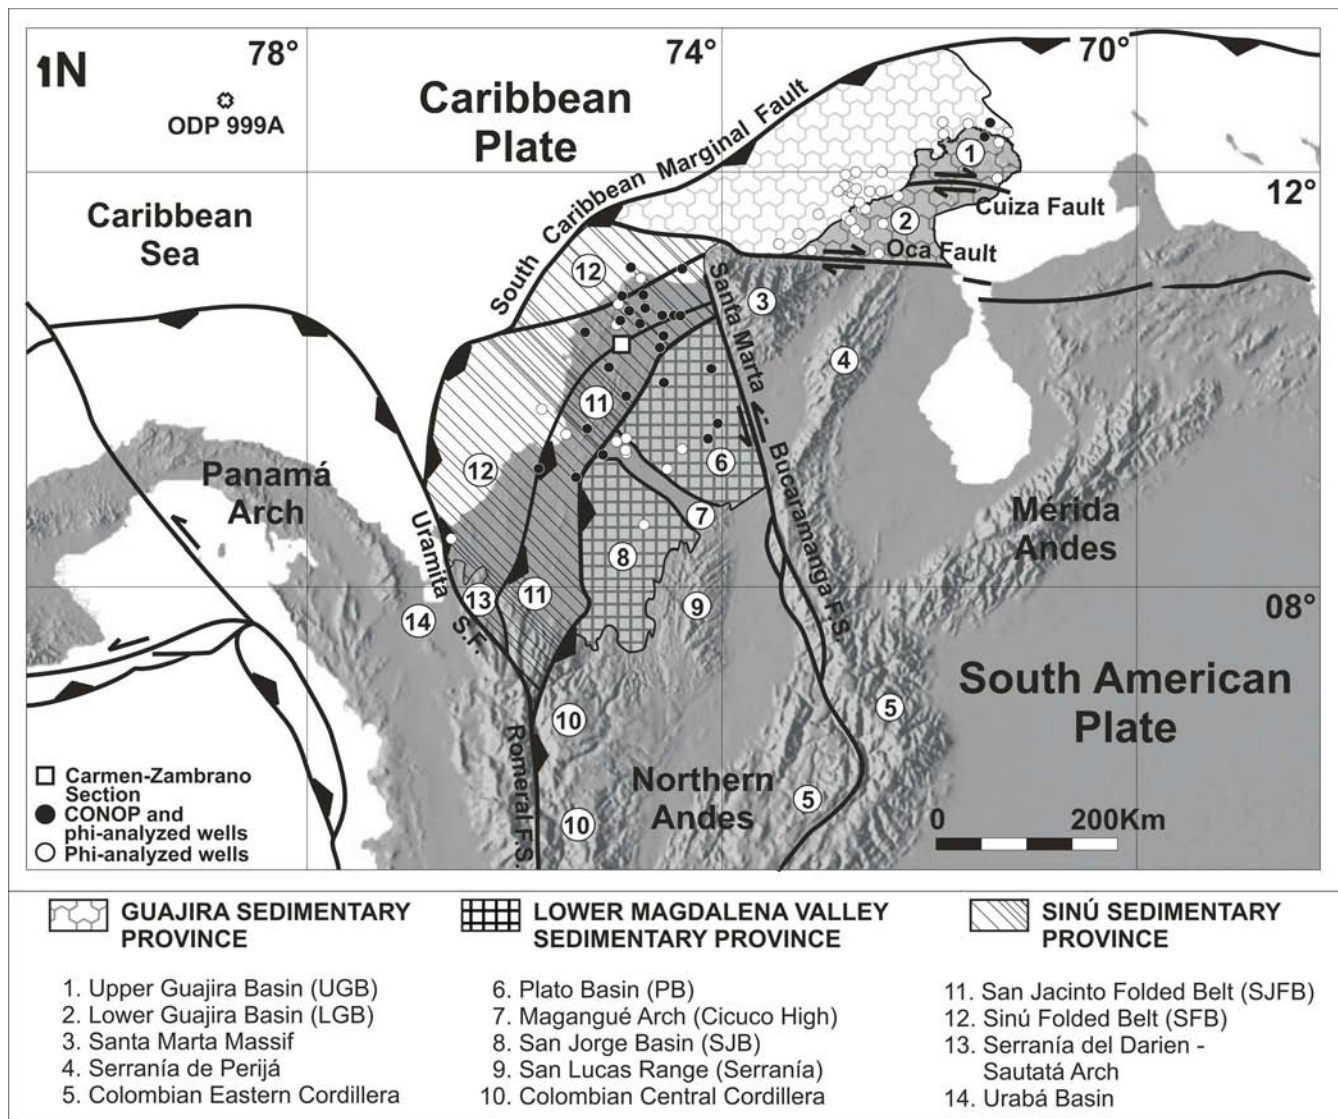 N
78°
74°
70°
ODP 999A
Caribbean
Plate
South Caribbean Marginal Fault
1
12°
Caribbean
Sea
2
Cuiza Fault
Oca Fault
12
3
Santa Marta - Bucaramanga F.S.
4
11
12
6
Panamá
Arch
7
Mérida
Andes
Uramita S.F.
8
13
11
9
14
08°
South American
Plate
5
10
Romeral F.S.
Northern
Andes
5
10
Carmen-Zambrano
Section
CONOP and
phi-analyzed wells
Phi-analyzed wells
0 200Km
GUAJIRA SEDIMENTARY
PROVINCE
1. Upper Guajira Basin (UGB)
2. Lower Guajira Basin (LGB)
3. Santa Marta Massif
4. Serranía de Perijá
5. Colombian Eastern Cordillera
LOWER MAGDALENA VALLEY
SEDIMENTARY PROVINCE
6. Plato Basin (PB)
7. Magangué Arch (Cicuco High)
8. San Jorge Basin (SJB)
9. San Lucas Range (Serranía)
10. Colombian Central Cordillera
SINÚ SEDIMENTARY
PROVINCE
11. San Jacinto Folded Belt (SJFB)
12. Sinú Folded Belt (SFB)
13. Serranía del Darien -
Sautatá Arch
14. Urabá Basin